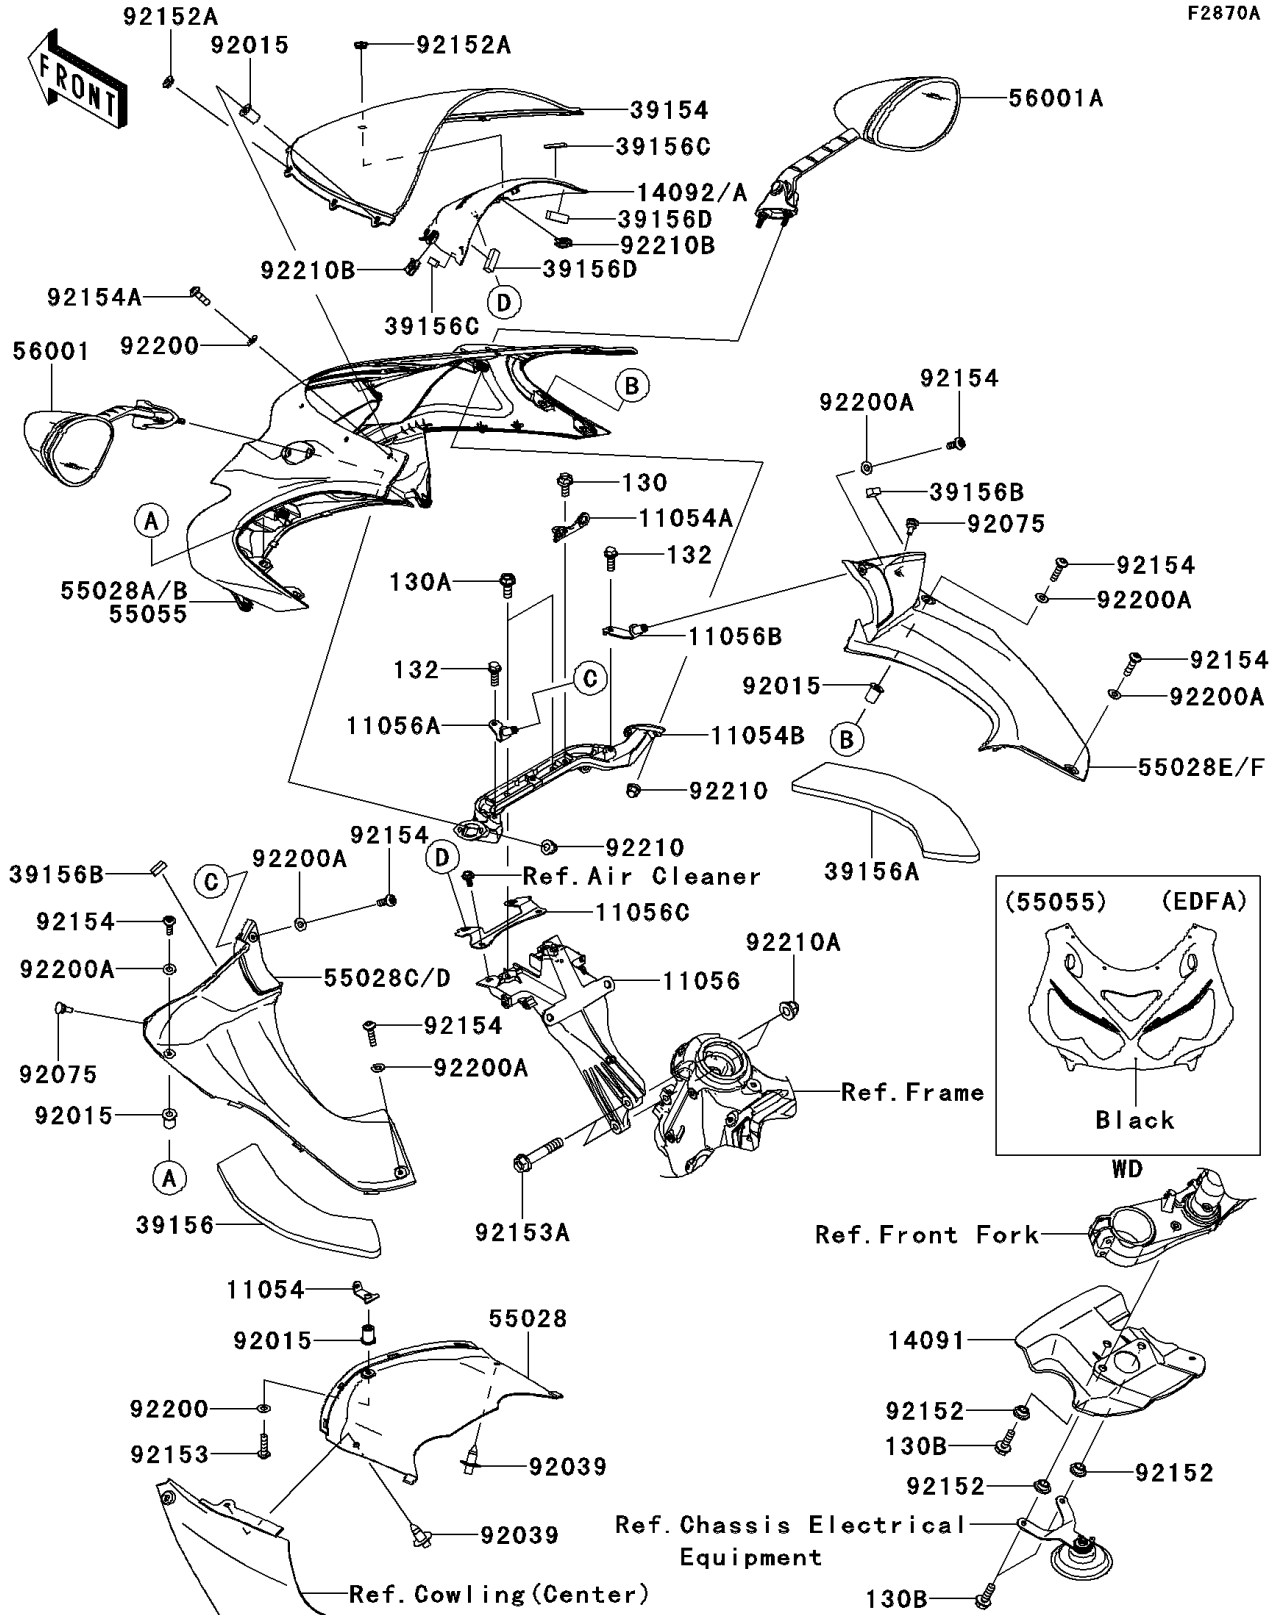 F2870A
92152A
92015
92152A
FRONT
39154
56001A
39156C
14092/A
39156D
92210B
92210B
39156D
92154A
D
39156C
92200
56001
B
92154
92200A
130
39156B
11054A
92075
A
132
130A
92154
55028A/B
55055
92200A
11056B
132
92154
C
92015
92200A
11056A
11054B
B
55028E/F
92210
92154
92210
D
92200A
39156A
39156B
C
Ref.Air Cleaner
92154
11056C
(55055) (EDFA)
92210A
92200A
55028C/D
11056
92154
92200A
92075
Ref.Frame
92015
Black
WD
A
39156
92153A
Ref.Front Fork
11054
55028
92015
14091
92200
92152
130B
92153
92039
92152
92152
92039
Ref.Chassis Electrical
Equipment
Ref.Cowling(Center)
130B